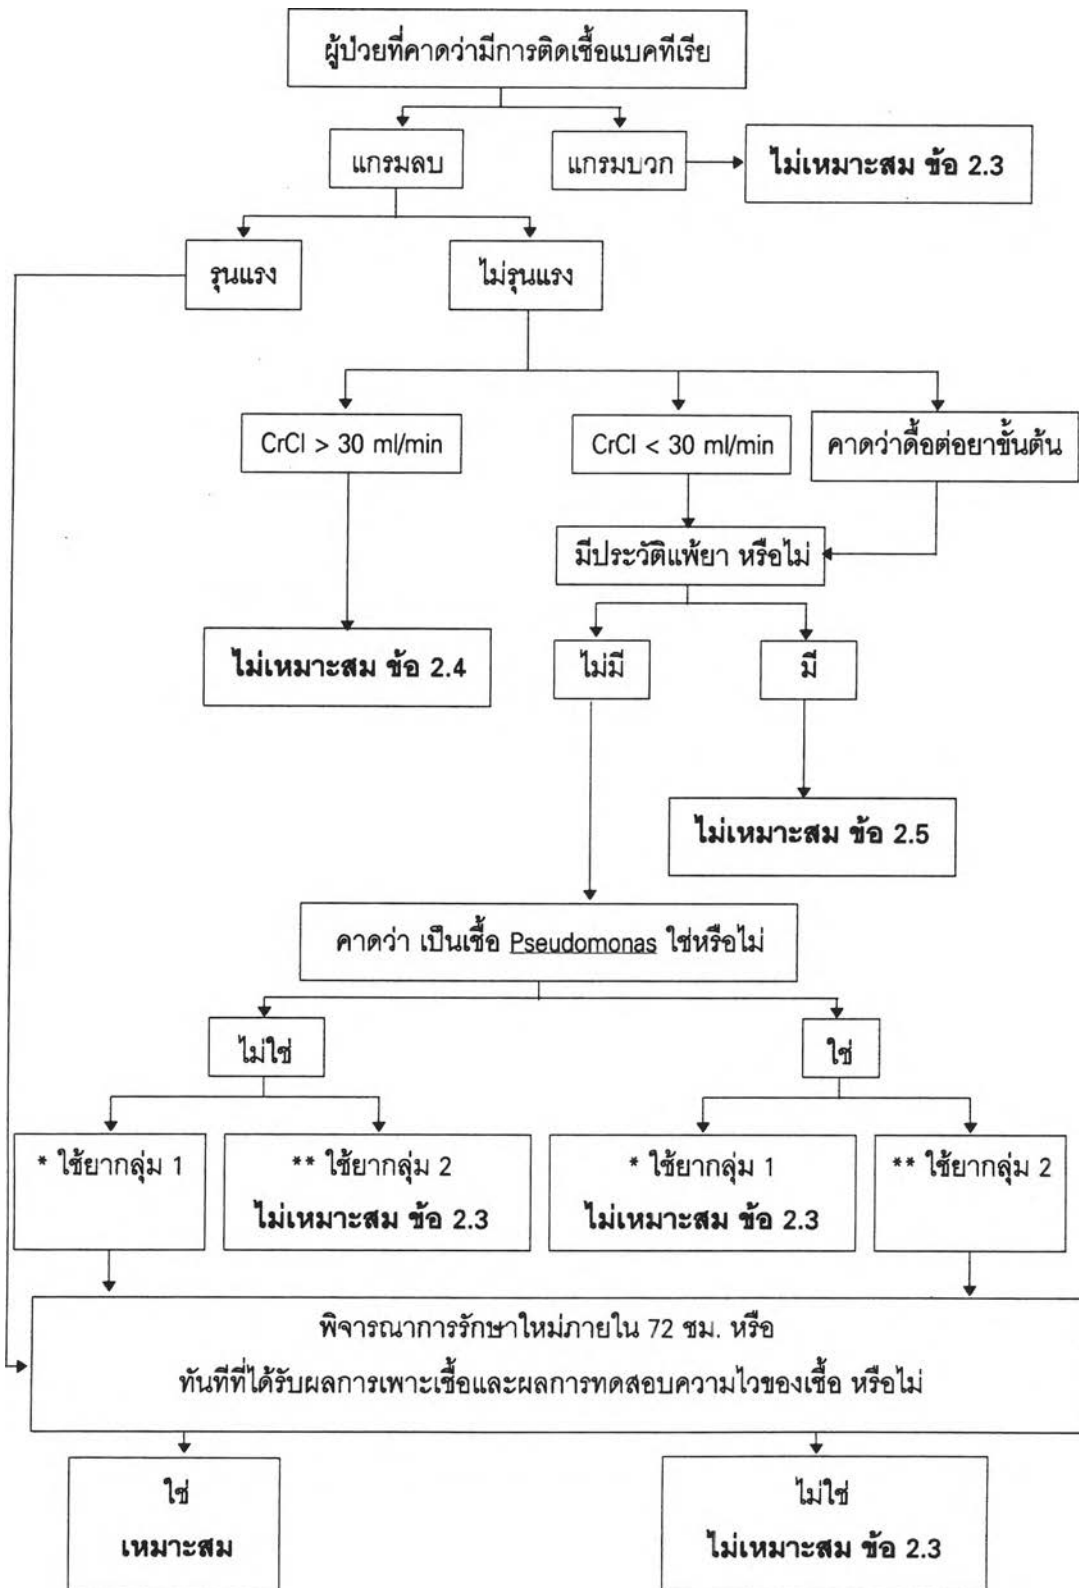 ผู้ป่วยที่คาดว่ามีการติดเชื้อแบคทีเรีย
แกรมลบ
แกรมบวก
ไม่เหมาะสม ข้อ 2.3
รุนแรง
ไม่รุนแรง
CrCl > 30 ml/min
CrCl < 30 ml/min
คาดว่าดื้อต่อยาขั้นต้น
มีประวัติแพ้ยา หรือไม่
ไม่เหมาะสม ข้อ 2.4
ไม่มี
มี
ไม่เหมาะสม ข้อ 2.5
คาดว่า เป็นเชื้อ Pseudomonas ใช่หรือไม่
ไม่ใช่
ใช่
* ใช้ยากลุ่ม 1
** ใช้ยากลุ่ม 2
ไม่เหมาะสม ข้อ 2.3
* ใช้ยากลุ่ม 1
ไม่เหมาะสม ข้อ 2.3
** ใช้ยากลุ่ม 2
พิจารณาการรักษาใหม่ภายใน 72 ชม. หรือ
ทันทีที่ได้รับผลการเพาะเชื้อและผลการทดสอบความไวของเชื้อ หรือไม่
ใช่
เหมาะสม
ไม่ใช่
ไม่เหมาะสม ข้อ 2.3